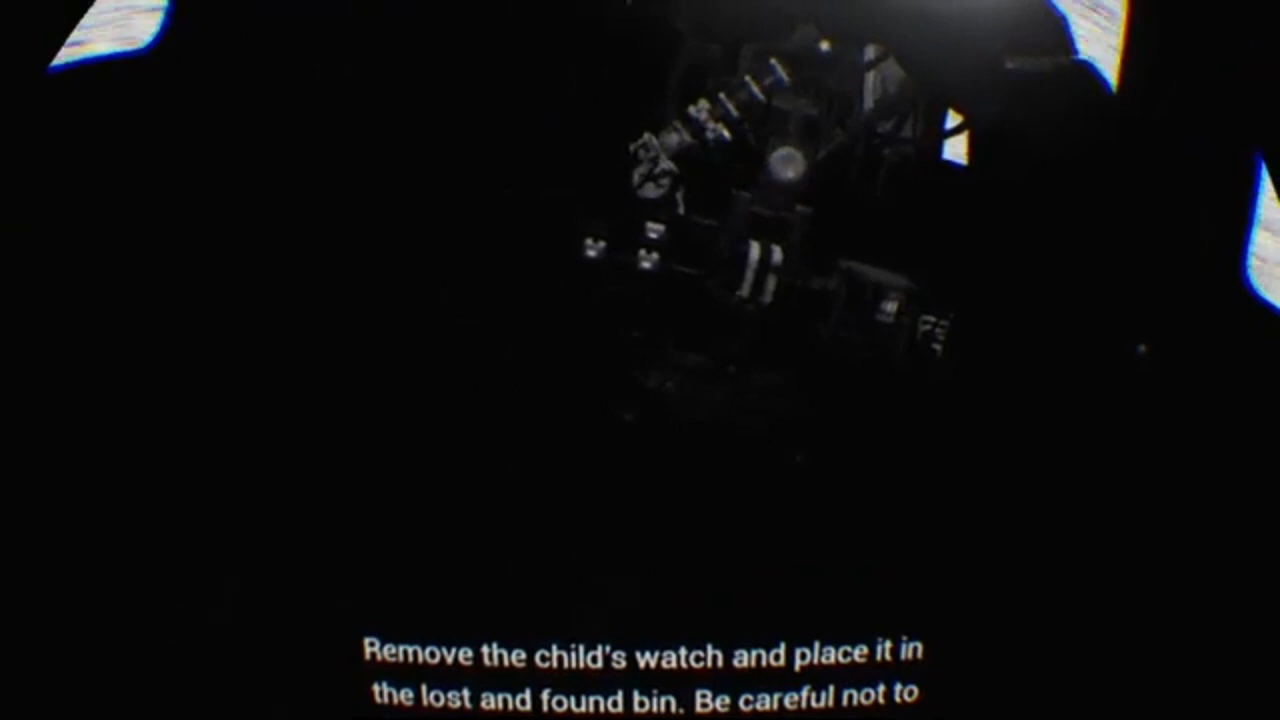 Remove the child's watch and place it in
the lost and found bin. Be careful not to